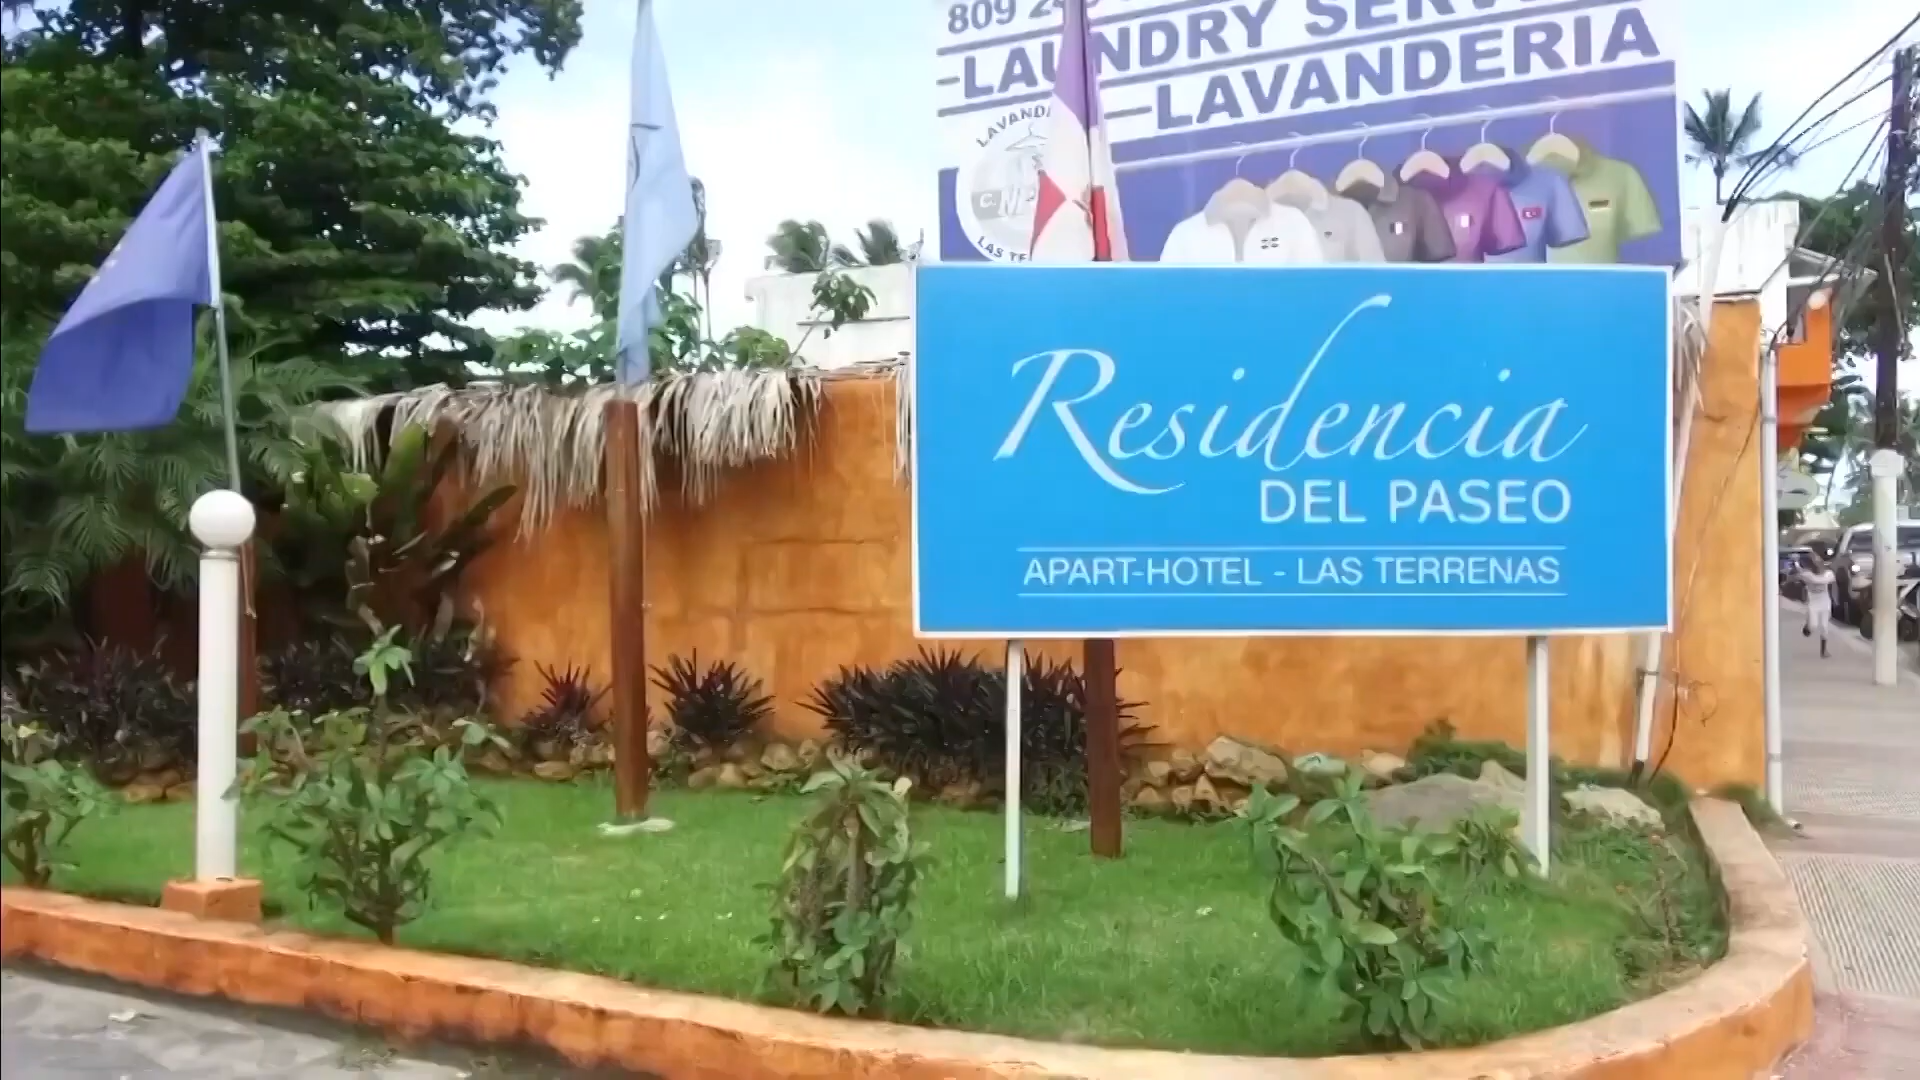 809
LAUNDRY
LAVANDERIA
Residencia
DEL PASEO
APART-HOTEL - LAS TERRENAS